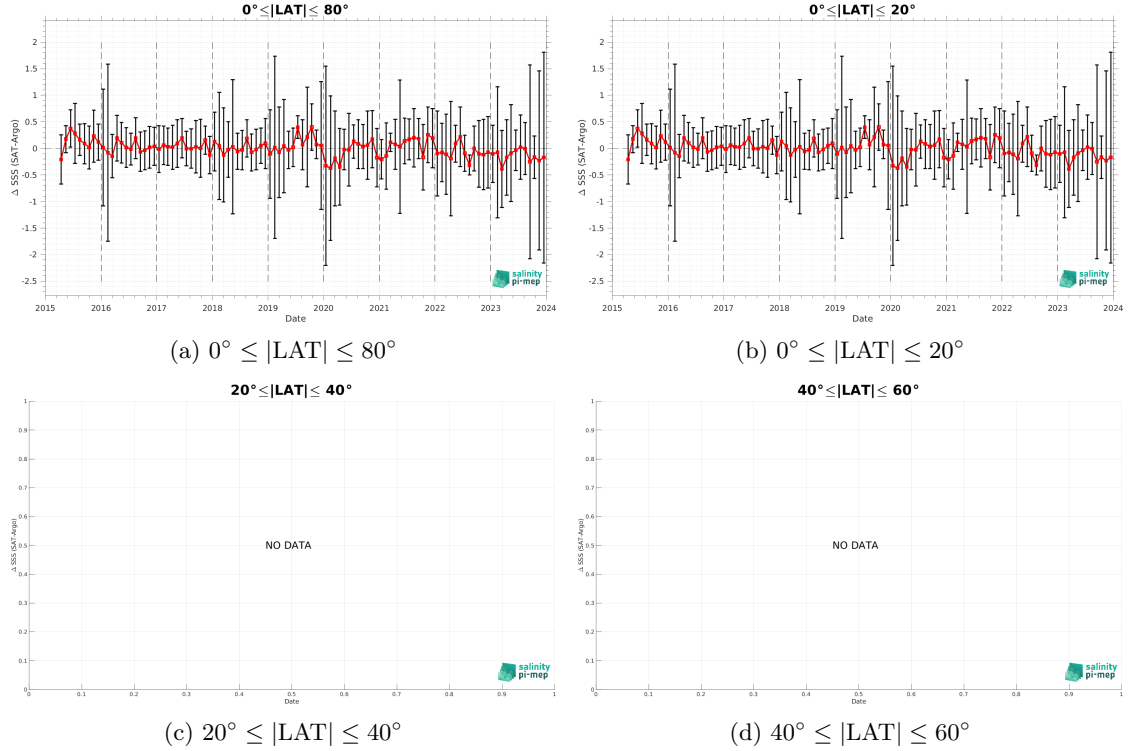 0°≤|LAT|≤ 80°
Δ SSS (SAT-Argo)
2
1.5
1
0.5
0
-0.5
-1
-1.5
-2
-2.5
2015 2016 2017 2018 2019 2020 2021 2022 2023 2024
Date
salinity
pi-mep
(a) 0° ≤ |LAT| ≤ 80°
0°≤|LAT|≤ 20°
Δ SSS (SAT-Argo)
2
1.5
1
0.5
0
-0.5
-1
-1.5
-2
-2.5
2015 2016 2017 2018 2019 2020 2021 2022 2023 2024
Date
salinity
pi-mep
(b) 0° ≤ |LAT| ≤ 20°
20°≤|LAT|≤ 40°
Δ SSS (SAT-Argo)
1
0.9
0.8
0.7
0.6
0.5
0.4
0.3
0.2
0.1
0
NO DATA
0 0.1 0.2 0.3 0.4 0.5 0.6 0.7 0.8 0.9 1
Date
salinity
pi-mep
(c) 20° ≤ |LAT| ≤ 40°
40°≤|LAT|≤ 60°
Δ SSS (SAT-Argo)
1
0.9
0.8
0.7
0.6
0.5
0.4
0.3
0.2
0.1
0
NO DATA
0 0.1 0.2 0.3 0.4 0.5 0.6 0.7 0.8 0.9 1
Date
salinity
pi-mep
(d) 40° ≤ |LAT| ≤ 60°